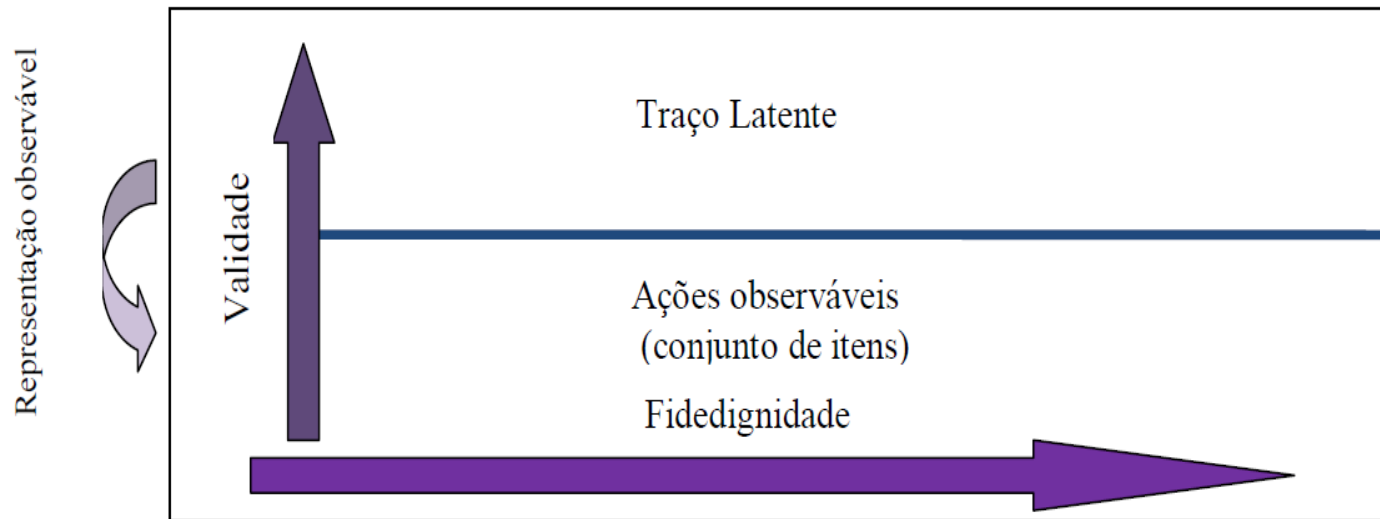 Representação observável
Validade
Traço Latente
Ações observáveis
(conjunto de itens)
Fidedignidade